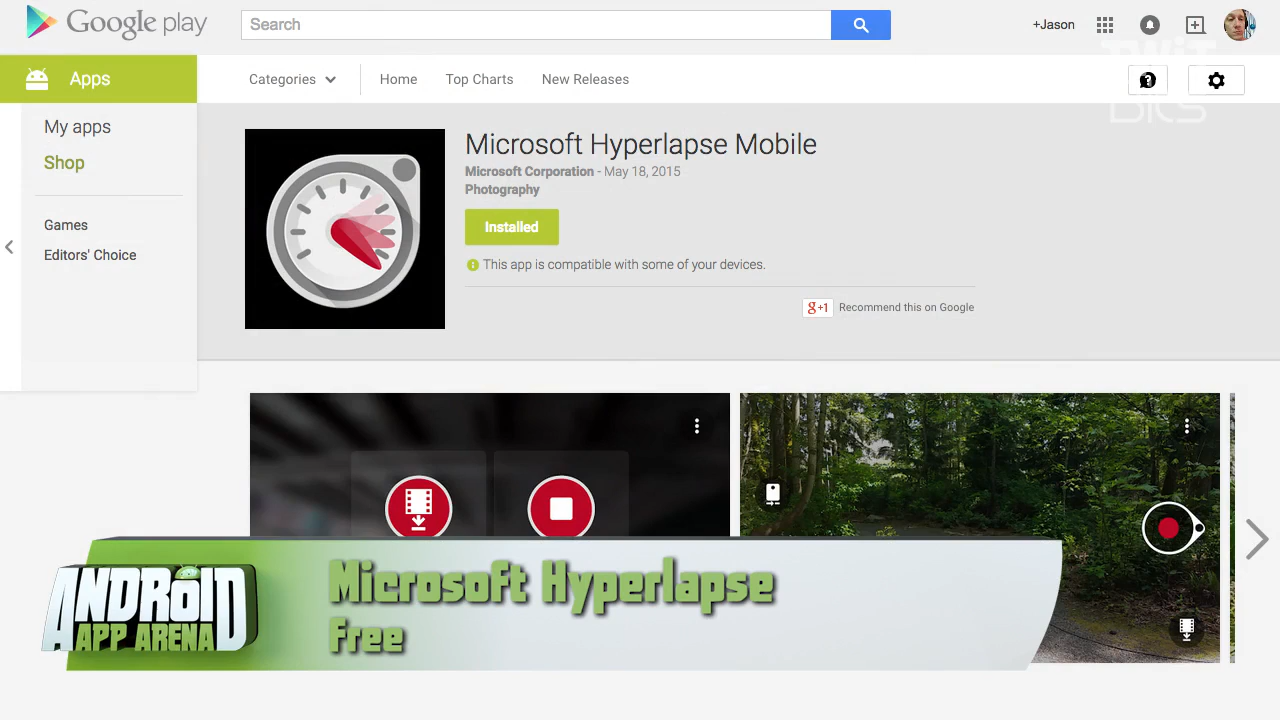 Google play
Search
+Jason
Apps
Categories
Home
Top Charts
New Releases
TWiT
BITS
My apps
Shop
Games
Editors' Choice
Microsoft Hyperlapse Mobile
Microsoft Corporation - May 18, 2015
Photography
Installed
This app is compatible with some of your devices.
g+1
Recommend this on Google
ANDROID
APP ARENA
Microsoft Hyperlapse
Free